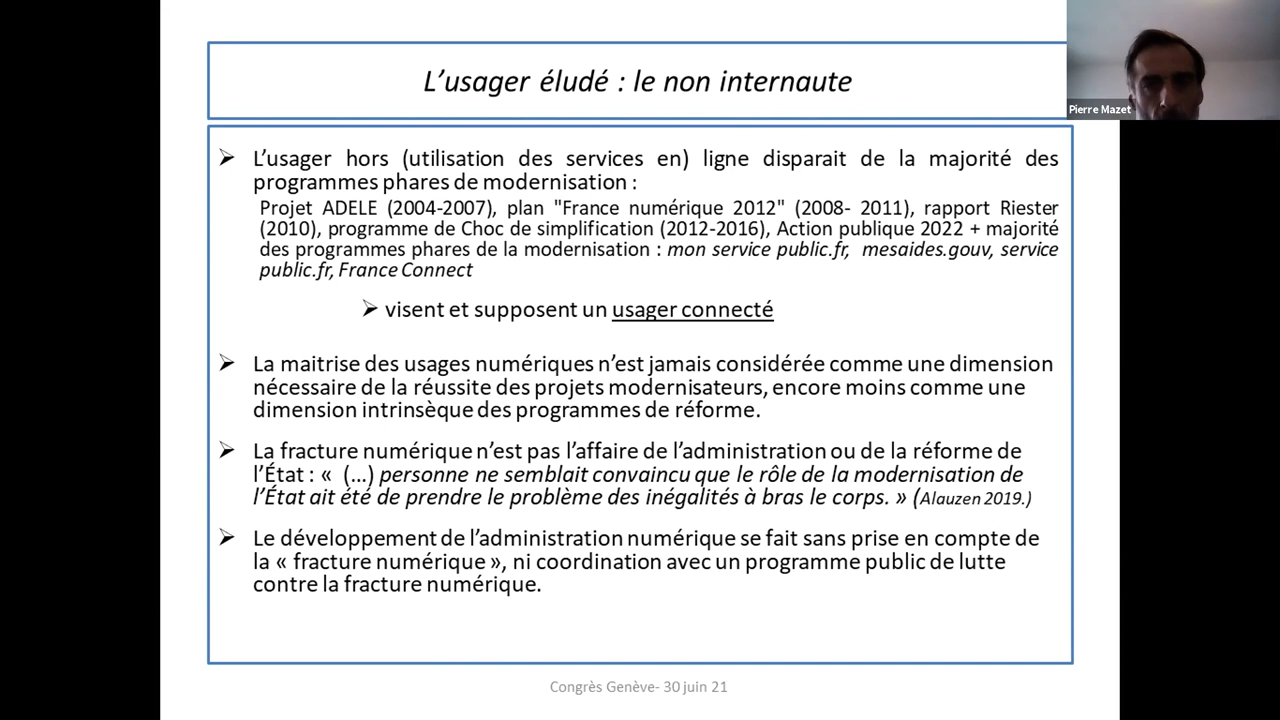 L'usager éludé : le non internaute
Pierre Mazet
➢ L'usager hors (utilisation des services en) ligne disparait de la majorité des
programmes phares de modernisation :
Projet ADELE (2004-2007), plan "France numérique 2012" (2008- 2011), rapport Riester
(2010), programme de Choc de simplification (2012-2016), Action publique 2022 + majorité
des programmes phares de la modernisation : mon service public.fr, mesaides.gouv, service
public.fr, France Connect
➢ visent et supposent un usager connecté
➢ La maitrise des usages numériques n'est jamais considérée comme une dimension
nécessaire de la réussite des projets modernisateurs, encore moins comme une
dimension intrinsèque des programmes de réforme.
➢ La fracture numérique n'est pas l'affaire de l'administration ou de la réforme de
l'État : « (...) personne ne semblait convaincu que le rôle de la modernisation de
l'État ait été de prendre le problème des inégalités à bras le corps. » (Alauzen 2019.)
➢ Le développement de l'administration numérique se fait sans prise en compte de
la « fracture numérique », ni coordination avec un programme public de lutte
contre la fracture numérique.
Congrès Genève- 30 juin 21